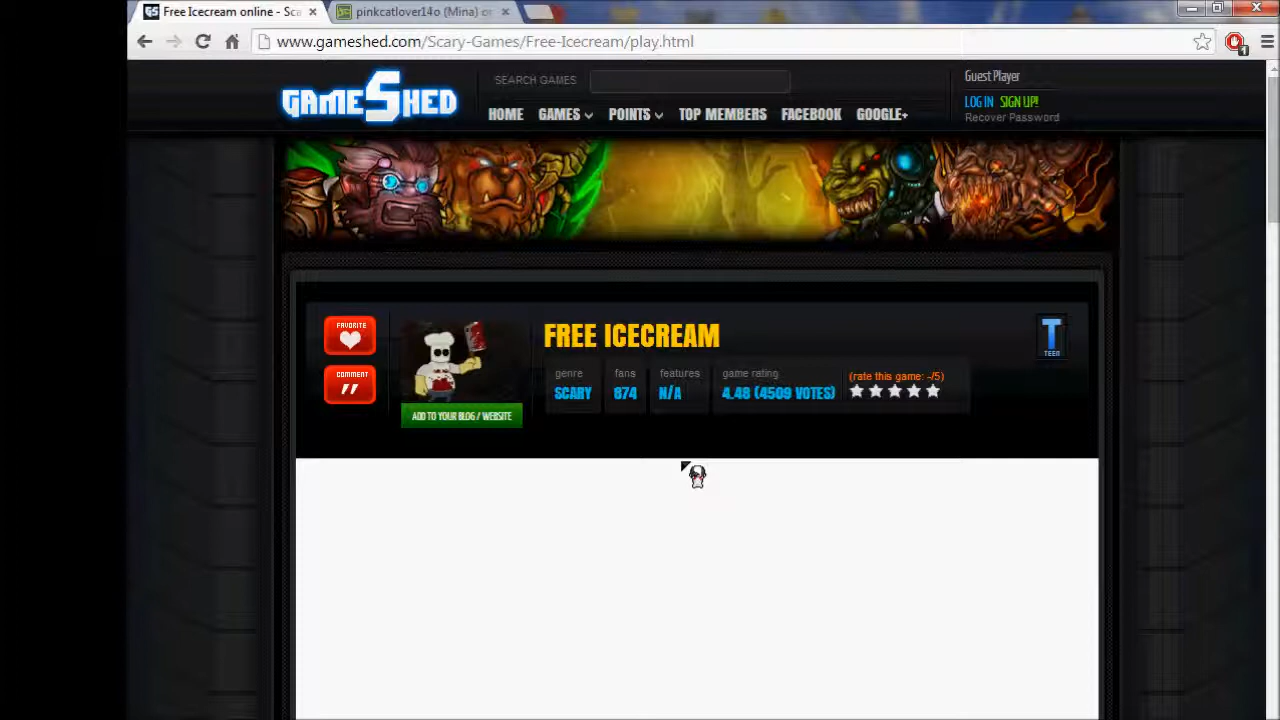 Free Icecream online - Sca
pinkcatlover14o (Mina) o
www.gameshed.com/Scary-Games/Free-Icecream/play.html
1
GAMESHED
SEARCH GAMES
Guest Player
LOG IN SIGN UP!
Recover Password
HOME GAMES POINTS TOP MEMBERS FACEBOOK GOOGLE+
FAVORITE
COMMENT
ADD TO YOUR BLOG / WEBSITE
FREE ICECREAM
genre fans features game rating (rate this game: -/5)
SCARY 874 N/A 4.48 (4509 VOTES)
T
TEEN